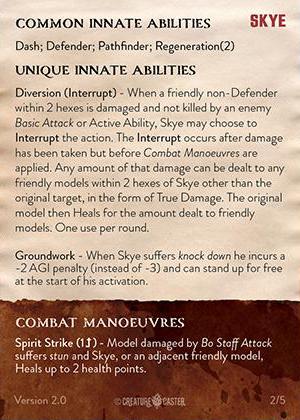 COMMON INNATE ABILITIES
SKYE
Dash; Defender; Pathfinder; Regeneration(2)
UNIQUE INNATE ABILITIES
Diversion (Interrupt) - When a friendly non-Defender
within 2 hexes is damaged and not killed by an enemy
Basic Attack or Active Ability, Skye may choose to
Interrupt the action. The Interrupt occurs after damage
has been taken but before Combat Manoeuvres are
applied. Any amount of that damage can be dealt to any
friendly models within 2 hexes of Skye other than the
original target, in the form of True Damage. The original
model then Heals for the amount dealt to friendly
models. One use per round.
Groundwork - When Skye suffers knock down he incurs a
-2 AGI penalty (instead of -3) and can stand up for free
at the start of his activation.
COMBAT MANOEUVRES
Spirit Strike (1) - Model damaged by Bo Staff Attack
suffers stun and Skye, or an adjacent friendly model,
Heals up to 2 health points.
Version 2.0
© CREATURE CASTER
2/5